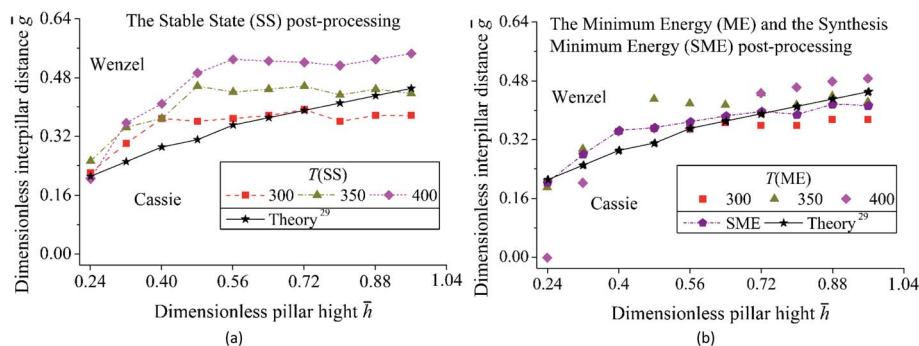 The Stable State (SS) post-processing
Dimensionless interpillar distance g̅
0.64
0.48
0.32
0.16
0.00
Wenzel
Cassie
T(SS)
300 350 400
Theory29
0.24 0.40 0.56 0.72 0.88 1.04
Dimensionless pillar hight h̅
(a)
The Minimum Energy (ME) and the Synthesis
Minimum Energy (SME) post-processing
Dimensionless interpillar distance g̅
0.64
0.48
0.32
0.16
0.00
Wenzel
Cassie
T(ME)
300 350 400
SME Theory29
0.24 0.4 0.56 0.72 0.88 1.04
Dimensionless pillar hight h̅
(b)